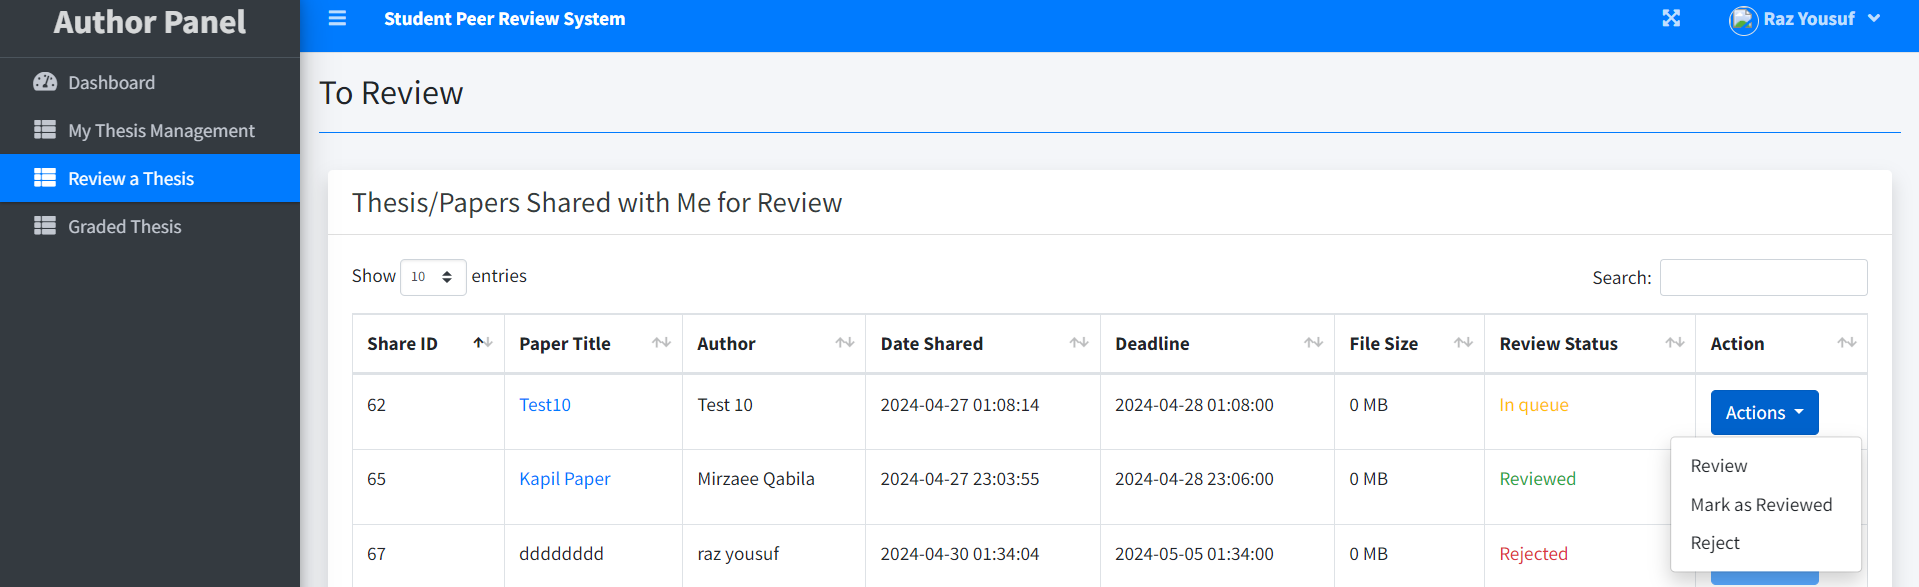 Author Panel
Student Peer Review System
Raz Yousuf
Dashboard
My Thesis Management
Review a Thesis
Graded Thesis
To Review
Thesis/Papers Shared with Me for Review
Show 10 entries
Search:
Share ID Paper Title Author Date Shared Deadline File Size Review Status Action
62 Test10 Test 10 2024-04-27 01:08:14 2024-04-28 01:08:00 0 MB In queue Actions
65 Kapil Paper Mirzaee Qabila 2024-04-27 23:03:55 2024-04-28 23:06:00 0 MB Reviewed
67 dddddddd raz yousuf 2024-04-30 01:34:04 2024-05-05 01:34:00 0 MB Rejected
Review
Mark as Reviewed
Reject